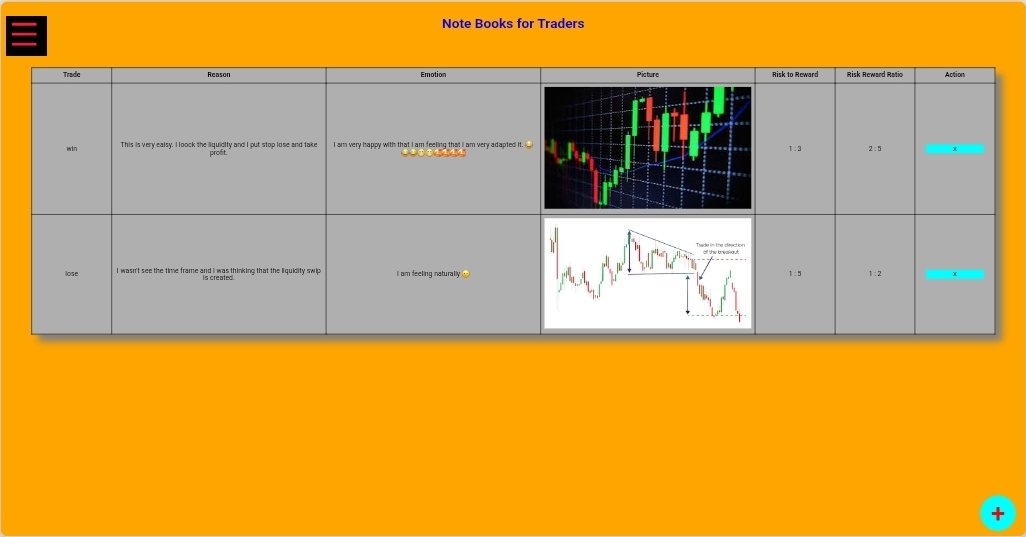 Note Books for Traders
Trade Reason Emotion Picture Risk to Reward Risk Reward Ratio Action
win
This is very eaisy. I loock the liquidity and I put stop lose and take
profit.
I am very happy with that I am feeling that I am very adapted it. 😂
😂😂😁😁🥰🥰🥰🥰
1 : 3
2 : 5
x
lose
I wasn't see the time frame and I was thinking that the liquidity swip
is created.
I am feeling naturally 😄
Trade in the direction
of the breakout
1 : 5
1 : 2
x
+